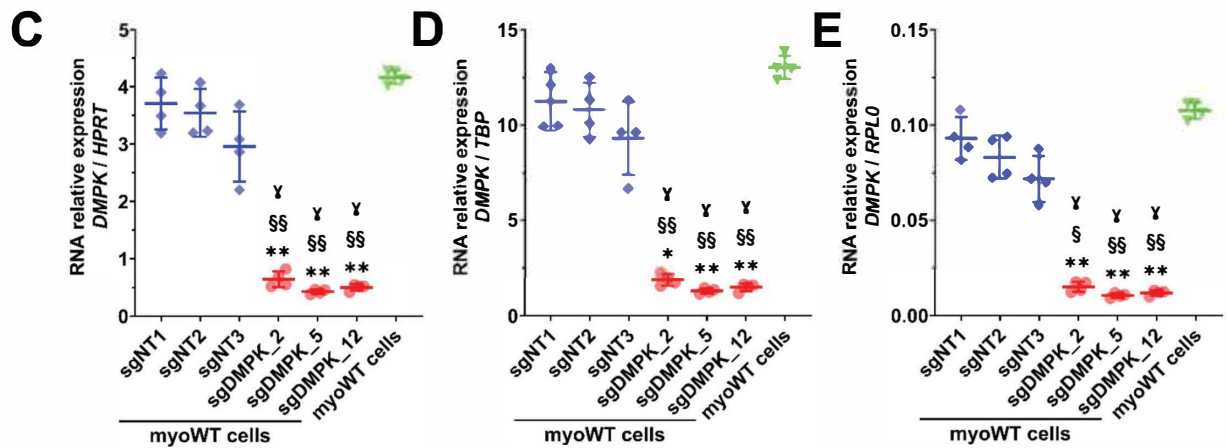 C
RNA relative expression
DMPK / HPRT
5
4
3
2
1
0
ɣ
§§
**
ɣ
§§
**
ɣ
§§
**
sgNT1
sgNT2
sgNT3
sgDMPK_2
sgDMPK_5
sgDMPK_12
myoWT cells
myoWT cells
D
RNA relative expression
DMPK / TBP
15
10
5
0
ɣ
§§
*
ɣ
§§
**
ɣ
§§
**
sgNT1
sgNT2
sgNT3
sgDMPK_2
sgDMPK_5
sgDMPK_12
myoWT cells
myoWT cells
E
RNA relative expression
DMPK / RPL0
0.15
0.10
0.05
0.00
ɣ
§
**
ɣ
§§
**
ɣ
§§
**
sgNT1
sgNT2
sgNT3
sgDMPK_2
sgDMPK_5
sgDMPK_12
myoWT cells
myoWT cells